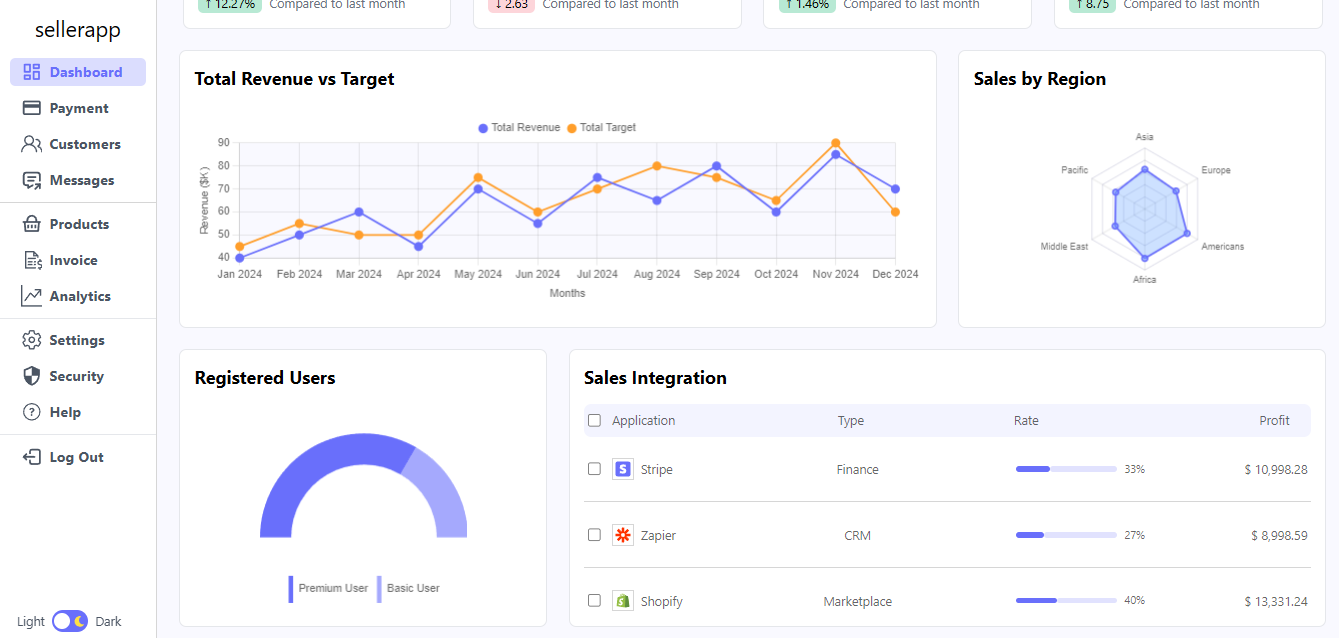 sellerapp
Dashboard
Payment
Customers
Messages
Products
Invoice
Analytics
Settings
Security
Help
Log Out
Light Dark
↑ 12.27% Compared to last month
↓ 2.63 Compared to last month
↑ 1.46% Compared to last month
↑ 8.75 Compared to last month
Total Revenue vs Target
Total Revenue Total Target
90
80
70
60
50
40
Revenue ($K)
Jan 2024 Feb 2024 Mar 2024 Apr 2024 May 2024 Jun 2024 Jul 2024 Aug 2024 Sep 2024 Oct 2024 Nov 2024 Dec 2024
Months
Sales by Region
Asia
Pacific Europe
Middle East Americans
Africa
Registered Users
Premium User Basic User
Sales Integration
Application Type Rate Profit
S Stripe Finance 33% $ 10,998.28
Zapier CRM 27% $ 8,998.59
Shopify Marketplace 40% $ 13,331.24